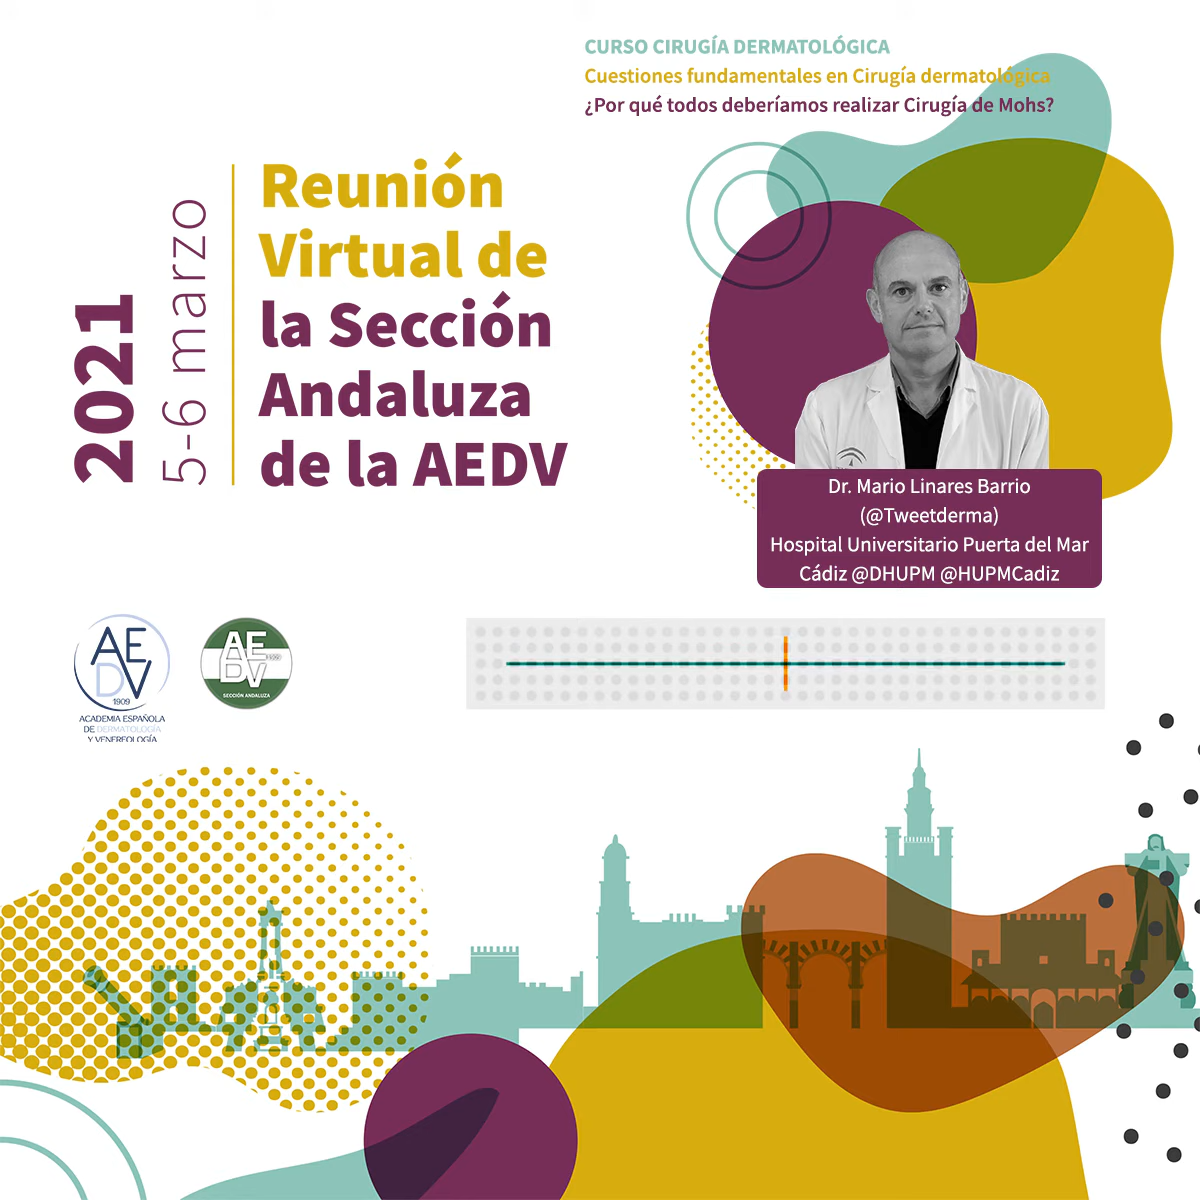 CURSO CIRUGÍA DERMATOLÓGICA
Cuestiones fundamentales en Cirugía dermatológica
¿Por qué todos deberíamos realizar Cirugía de Mohs?
2021
5-6 marzo
Reunión
Virtual de
la Sección
Andaluza
de la AEDV
Dr. Mario Linares Barrio
(@Tweetderma)
Hospital Universitario Puerta del Mar
Cádiz @DHUPM @HUPMCadiz
AEDV
1909
ACADEMIA ESPAÑOLA
DE DERMATOLOGÍA
Y VENEREOLOGÍA
AEDV
1909
SECCIÓN ANDALUZA